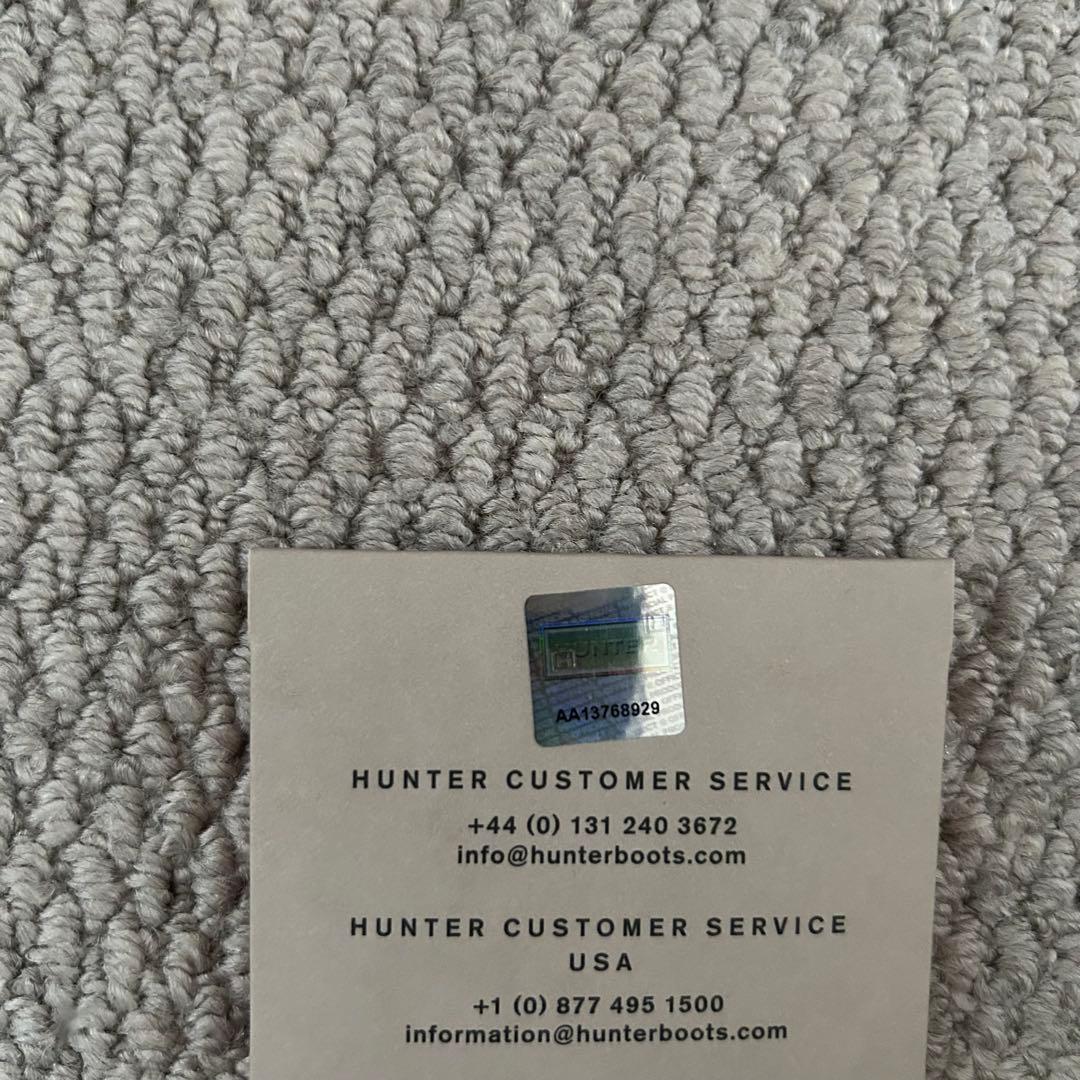 HUNTER
AA13768929
HUNTER CUSTOMER SERVICE
+44 (0) 131 240 3672
info@hunterboots.com
HUNTER CUSTOMER SERVICE
USA
+1 (0) 877 495 1500
information@hunterboots.com